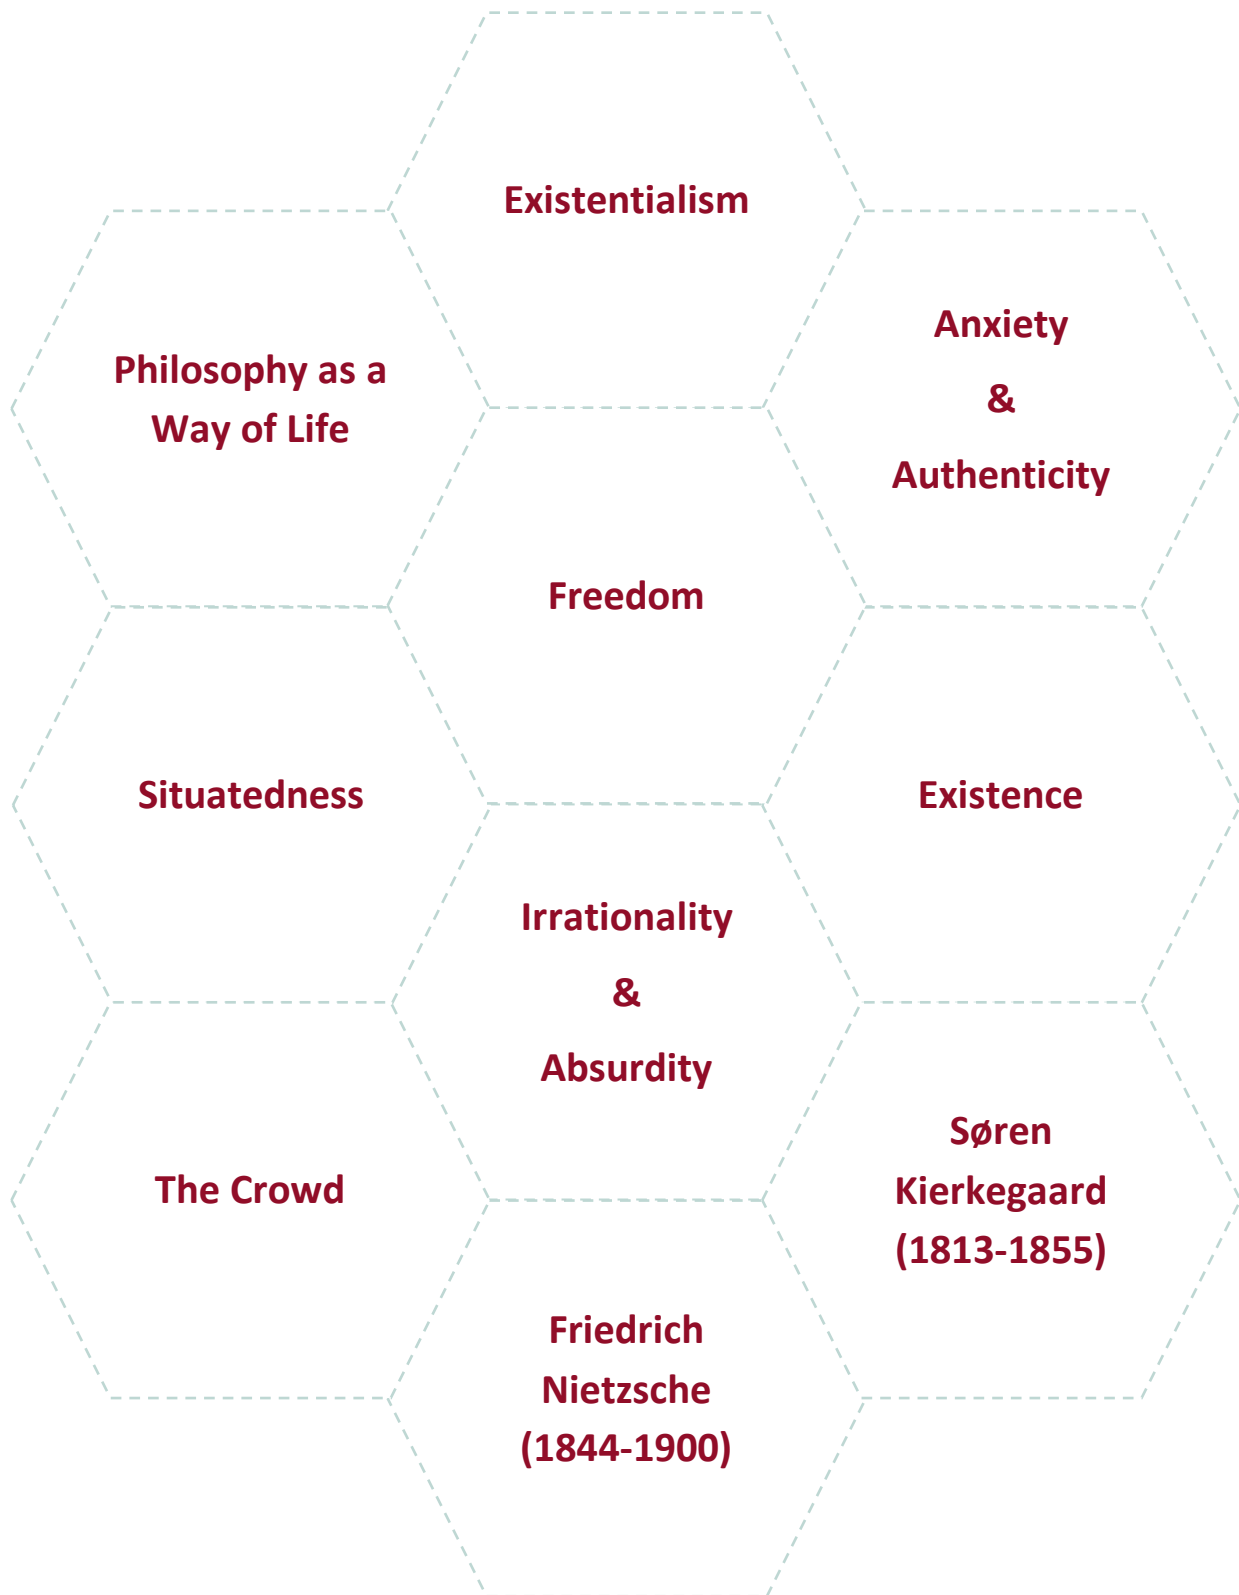 Existentialism
Philosophy as a
Way of Life
Anxiety
&
Authenticity
Freedom
Situatedness
Existence
Irrationality
&
Absurdity
The Crowd
Søren
Kierkegaard
(1813-1855)
Friedrich
Nietzsche
(1844-1900)